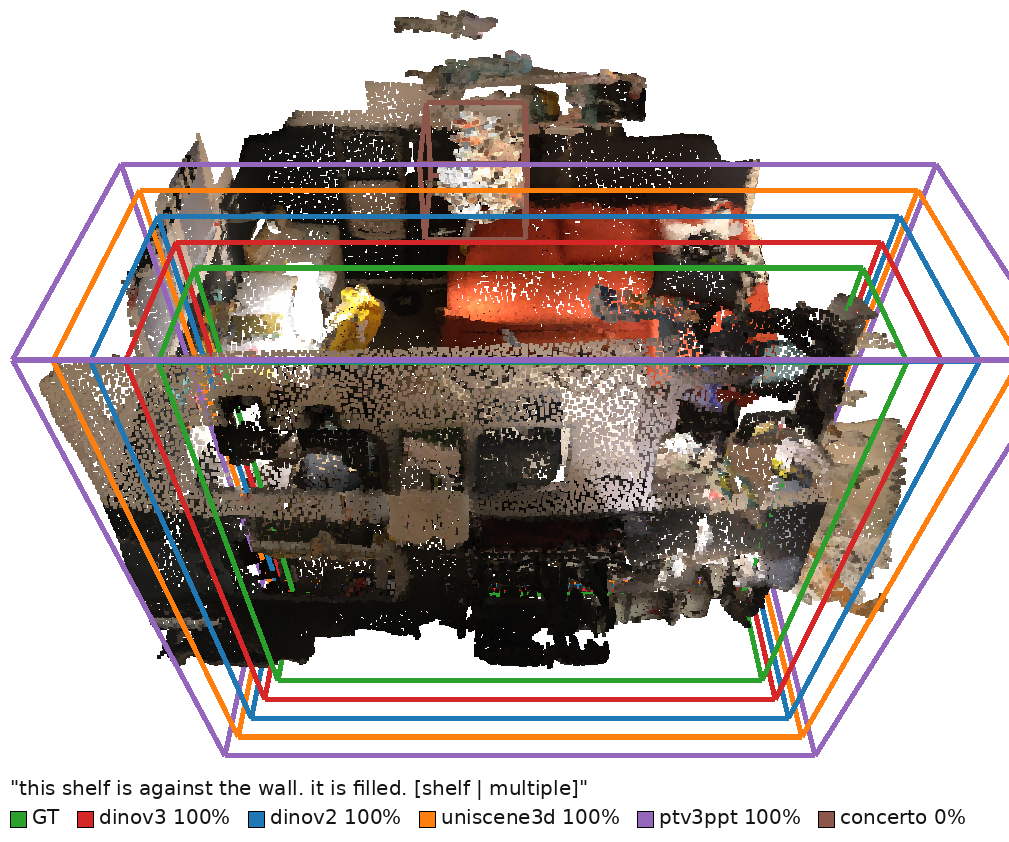 "this shelf is against the wall. it is filled. [shelf | multiple]"
GT dinov3 100% dinov2 100% uniscene3d 100% ptv3ppt 100% concerto 0%